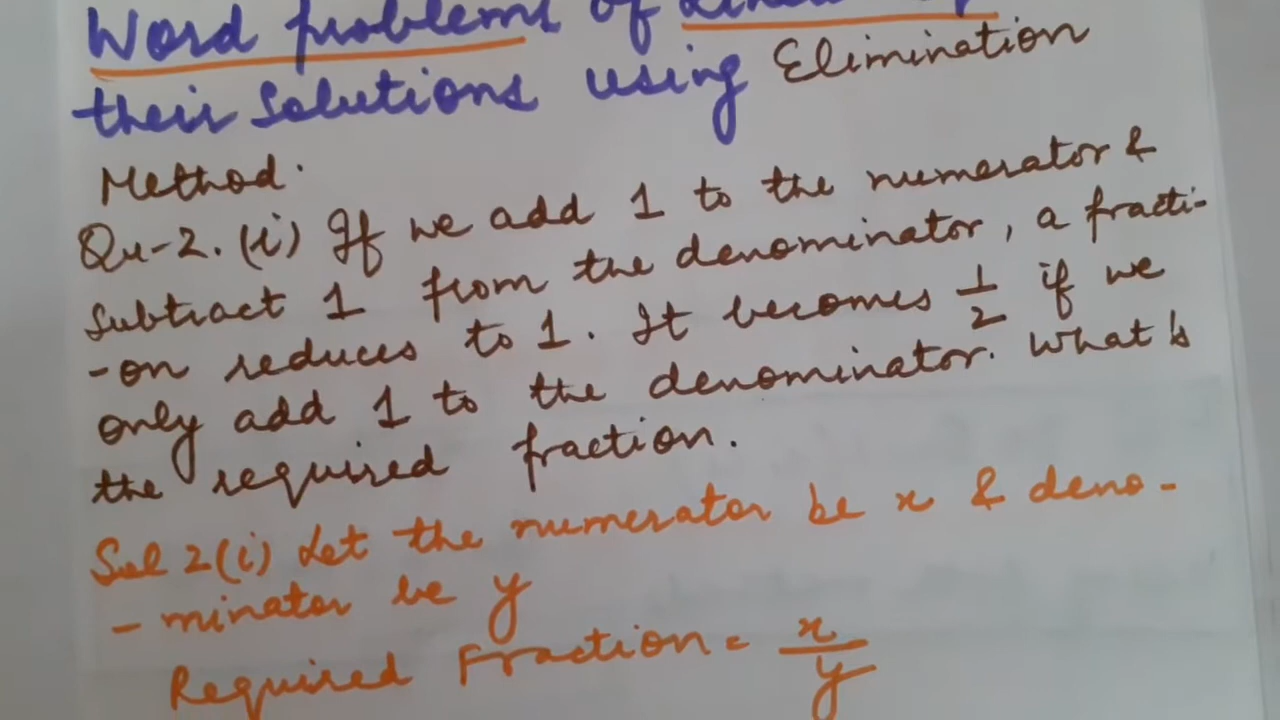 Word problems of
their Solutions using Elimination
Method.
Qu-2. (i) If we add 1 to the numerator &
Subtract 1 from the denominator, a fracti-
-on reduces to 1. It becomes 1/2 if we
only add 1 to the denominator. What is
the required fraction.
Sol 2(i) Let the numerator be x & deno-
- minator be y
Required Fraction = x/y